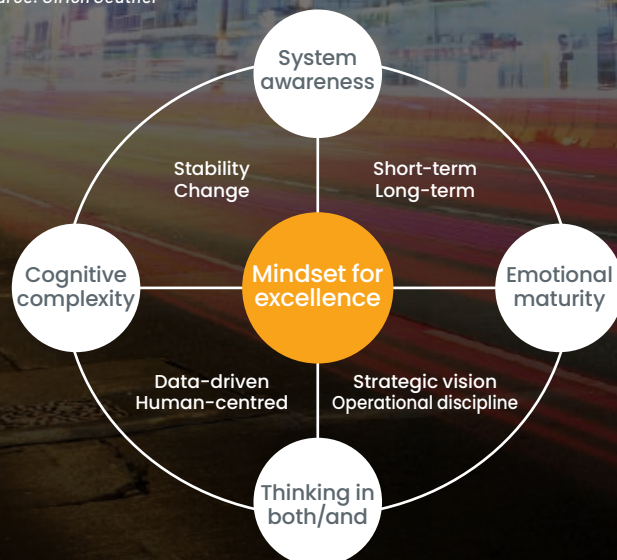 System
awareness
Stability
Change
Short-term
Long-term
Cognitive
complexity
Mindset for
excellence
Emotional
maturity
Data-driven
Human-centred
Strategic vision
Operational discipline
Thinking in
both/and